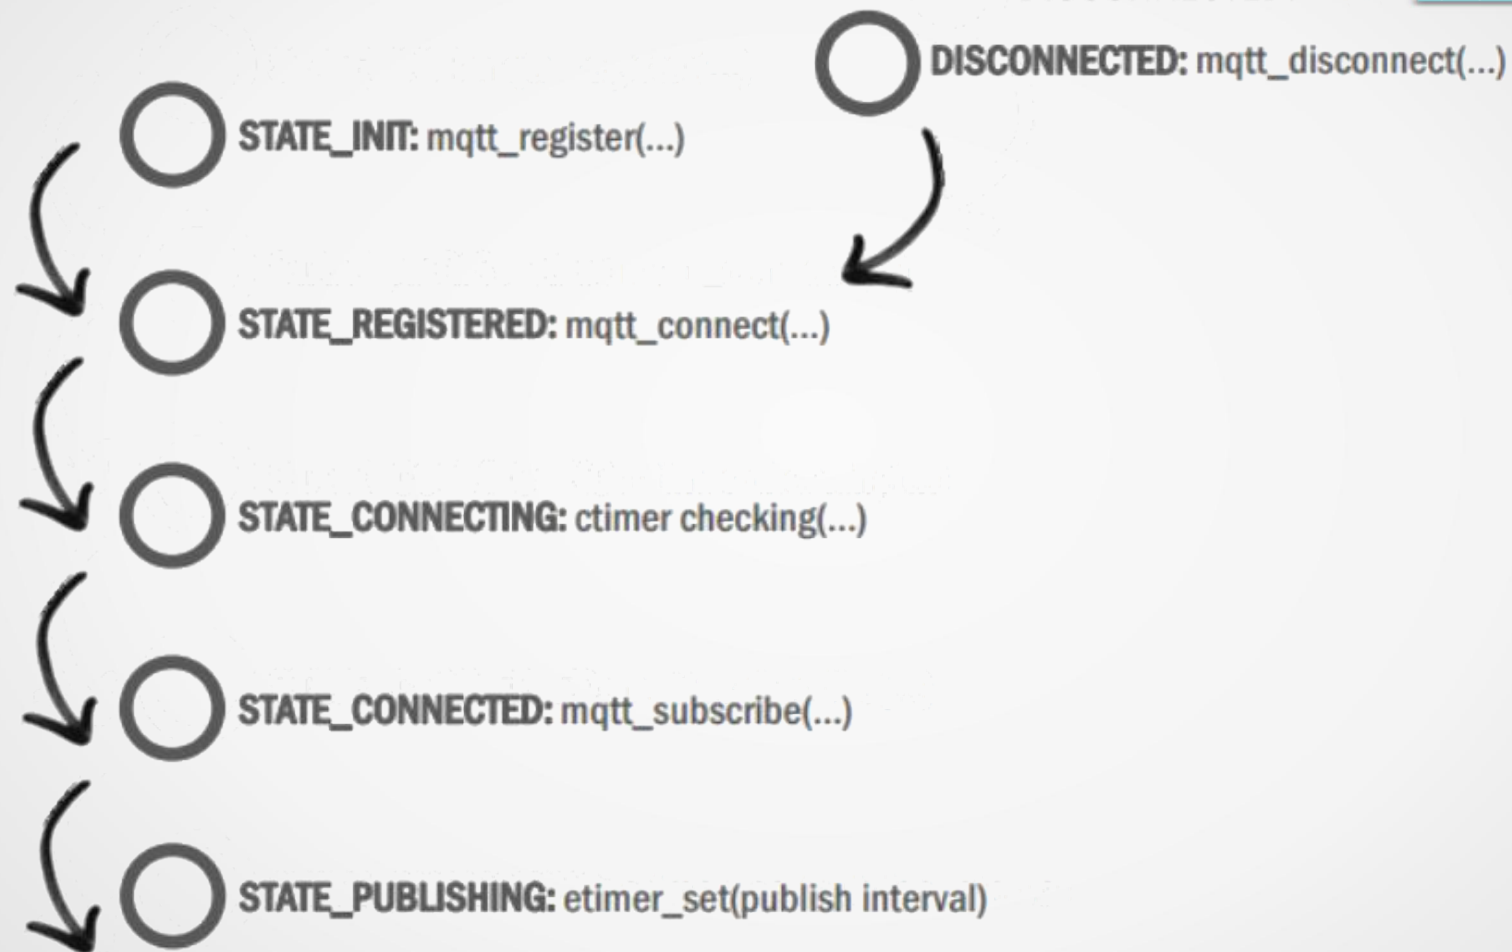 DISCONNECTED: mqtt_disconnect(...)
STATE_INIT: mqtt_register(...)
STATE_REGISTERED: mqtt_connect(...)
STATE_CONNECTING: ctimer checking(...)
STATE_CONNECTED: mqtt_subscribe(...)
STATE_PUBLISHING: etimer_set(publish interval)